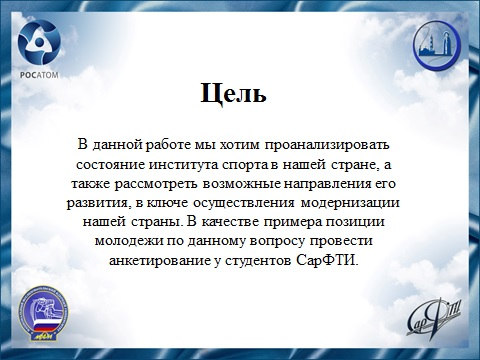 РОСАТОМ
Цель
В данной работе мы хотим проанализировать
состояние института спорта в нашей стране, а
также рассмотреть возможные направления его
развития, в ключе осуществления модернизации
нашей страны. В качестве примера позиции
молодежи по данному вопросу провести
анкетирование у студентов СарФТИ.
СарФТИ